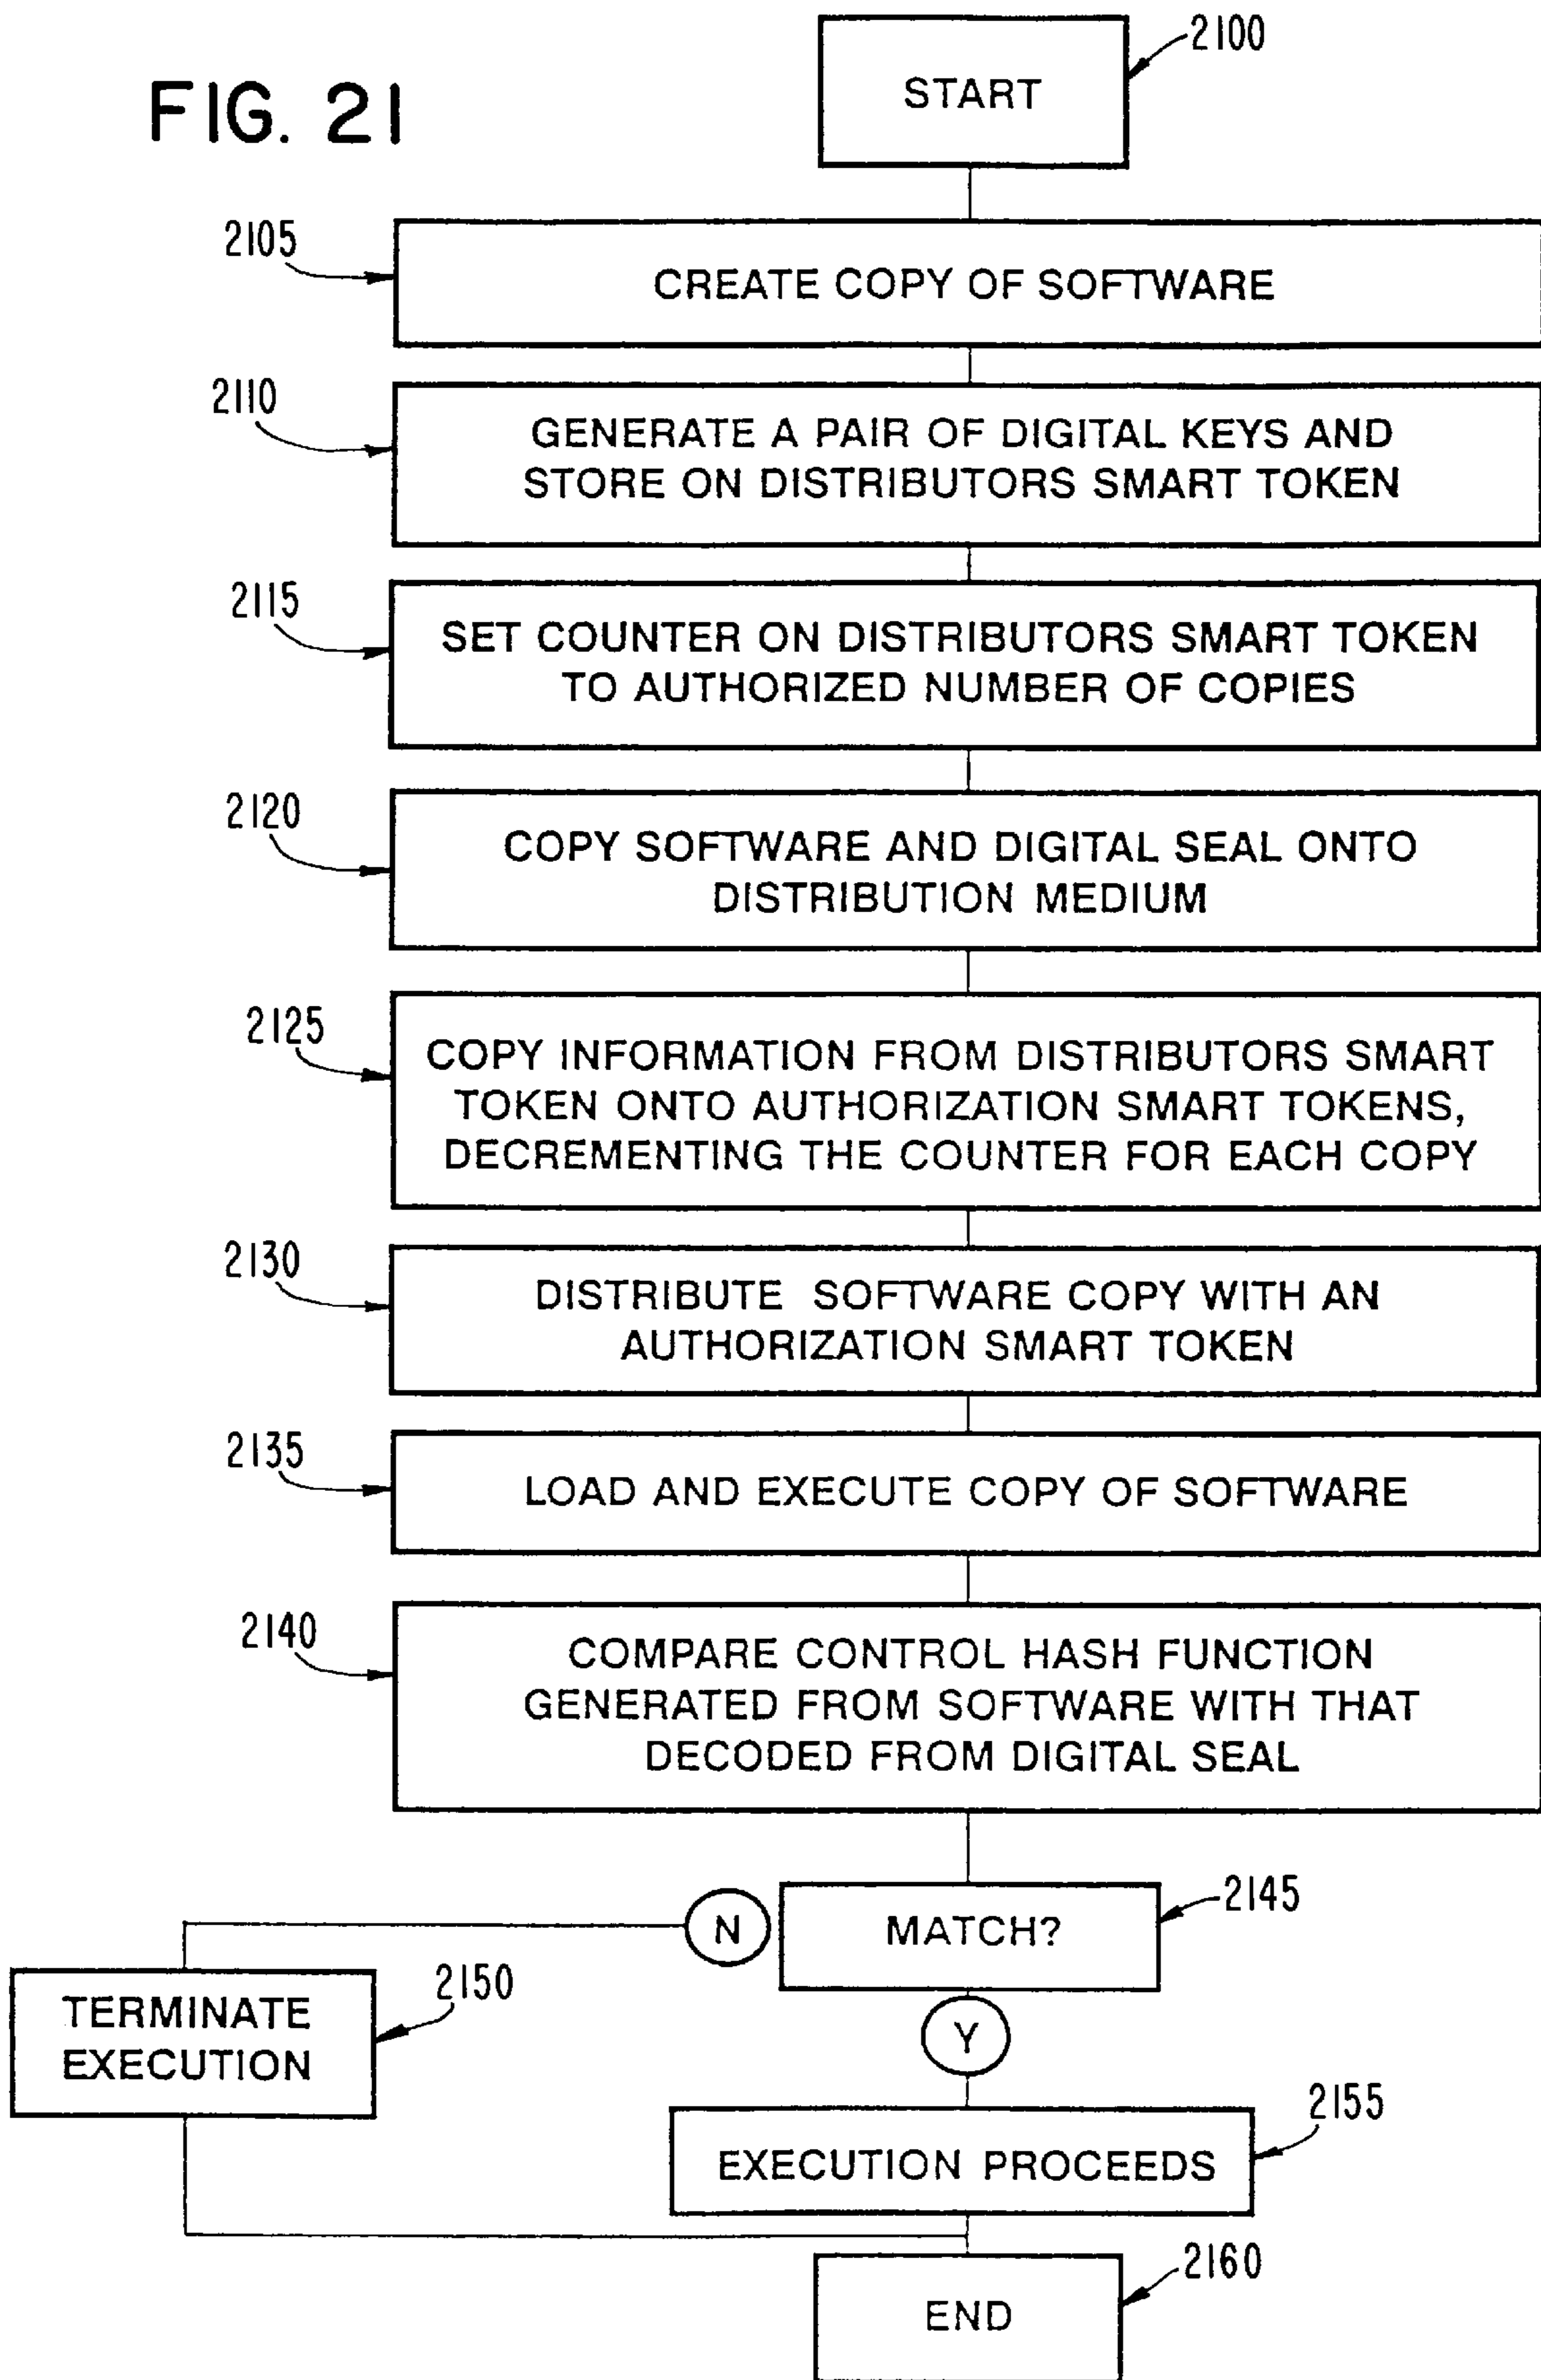 FIG. 21
START
2100
2105
CREATE COPY OF SOFTWARE
2110
GENERATE A PAIR OF DIGITAL KEYS AND
STORE ON DISTRIBUTORS SMART TOKEN
2115
SET COUNTER ON DISTRIBUTORS SMART TOKEN
TO AUTHORIZED NUMBER OF COPIES
2120
COPY SOFTWARE AND DIGITAL SEAL ONTO
DISTRIBUTION MEDIUM
2125
COPY INFORMATION FROM DISTRIBUTORS SMART
TOKEN ONTO AUTHORIZATION SMART TOKENS,
DECREMENTING THE COUNTER FOR EACH COPY
2130
DISTRIBUTE SOFTWARE COPY WITH AN
AUTHORIZATION SMART TOKEN
2135
LOAD AND EXECUTE COPY OF SOFTWARE
2140
COMPARE CONTROL HASH FUNCTION
GENERATED FROM SOFTWARE WITH THAT
DECODED FROM DIGITAL SEAL
N
MATCH?
2145
TERMINATE
EXECUTION
2150
Y
EXECUTION PROCEEDS
2155
END
2160